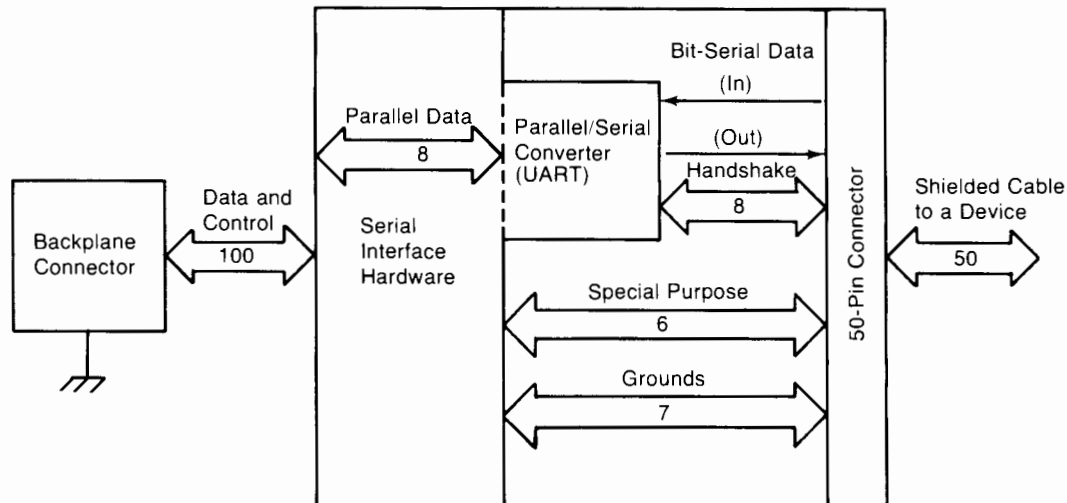 Backplane
Connector
Data and
Control
100
Parallel Data
8
Serial
Interface
Hardware
Parallel/Serial
Converter
(UART)
Bit-Serial Data
(In)
(Out)
Handshake
8
Special Purpose
6
Grounds
7
50-Pin Connector
Shielded Cable
to a Device
50